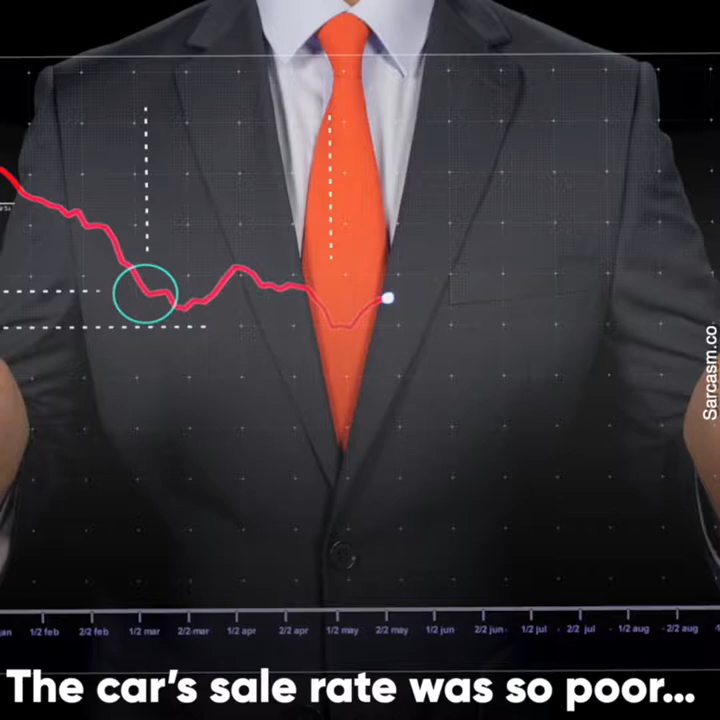 an 1/2 feb 2/2 feb 1/2 mar 2/2 mar 1/2 apr 2/2 apr 1/2 may 2/2 may 1/2 jun 2/2 jun 1/2 jul 2/2 jul 1/2 aug 2/2 aug
The car's sale rate was so poor...
Sarcasm.co